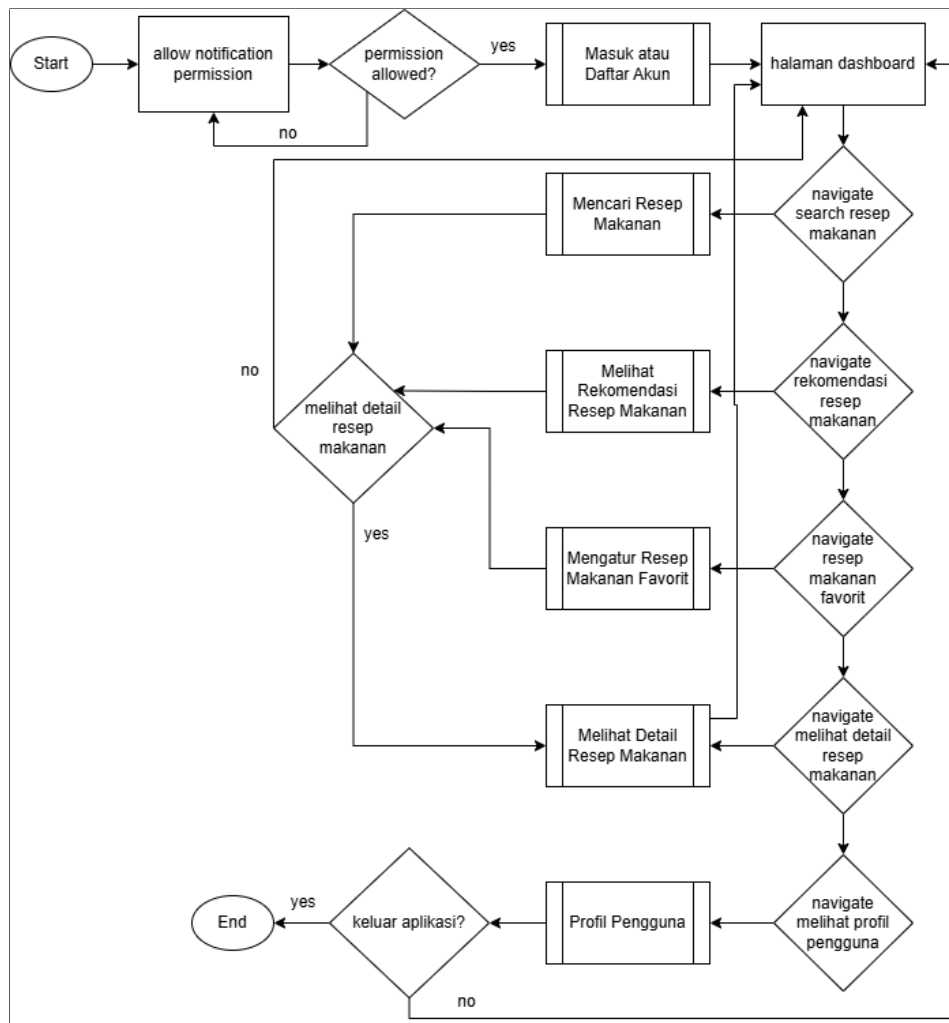 Start
allow notification
permission
permission
allowed?
yes
Masuk atau
Daftar Akun
halaman dashboard
no
navigate
search resep
makanan
Mencari Resep
Makanan
navigate
rekomendasi
resep
makanan
Melihat
Rekomendasi
Resep Makanan
no
melihat detail
resep
makanan
yes
navigate
resep
makanan
favorit
Mengatur Resep
Makanan Favorit
navigate
melihat detail
resep
makanan
Melihat Detail
Resep Makanan
navigate
melihat profil
pengguna
Profil Pengguna
keluar aplikasi?
yes
End
no